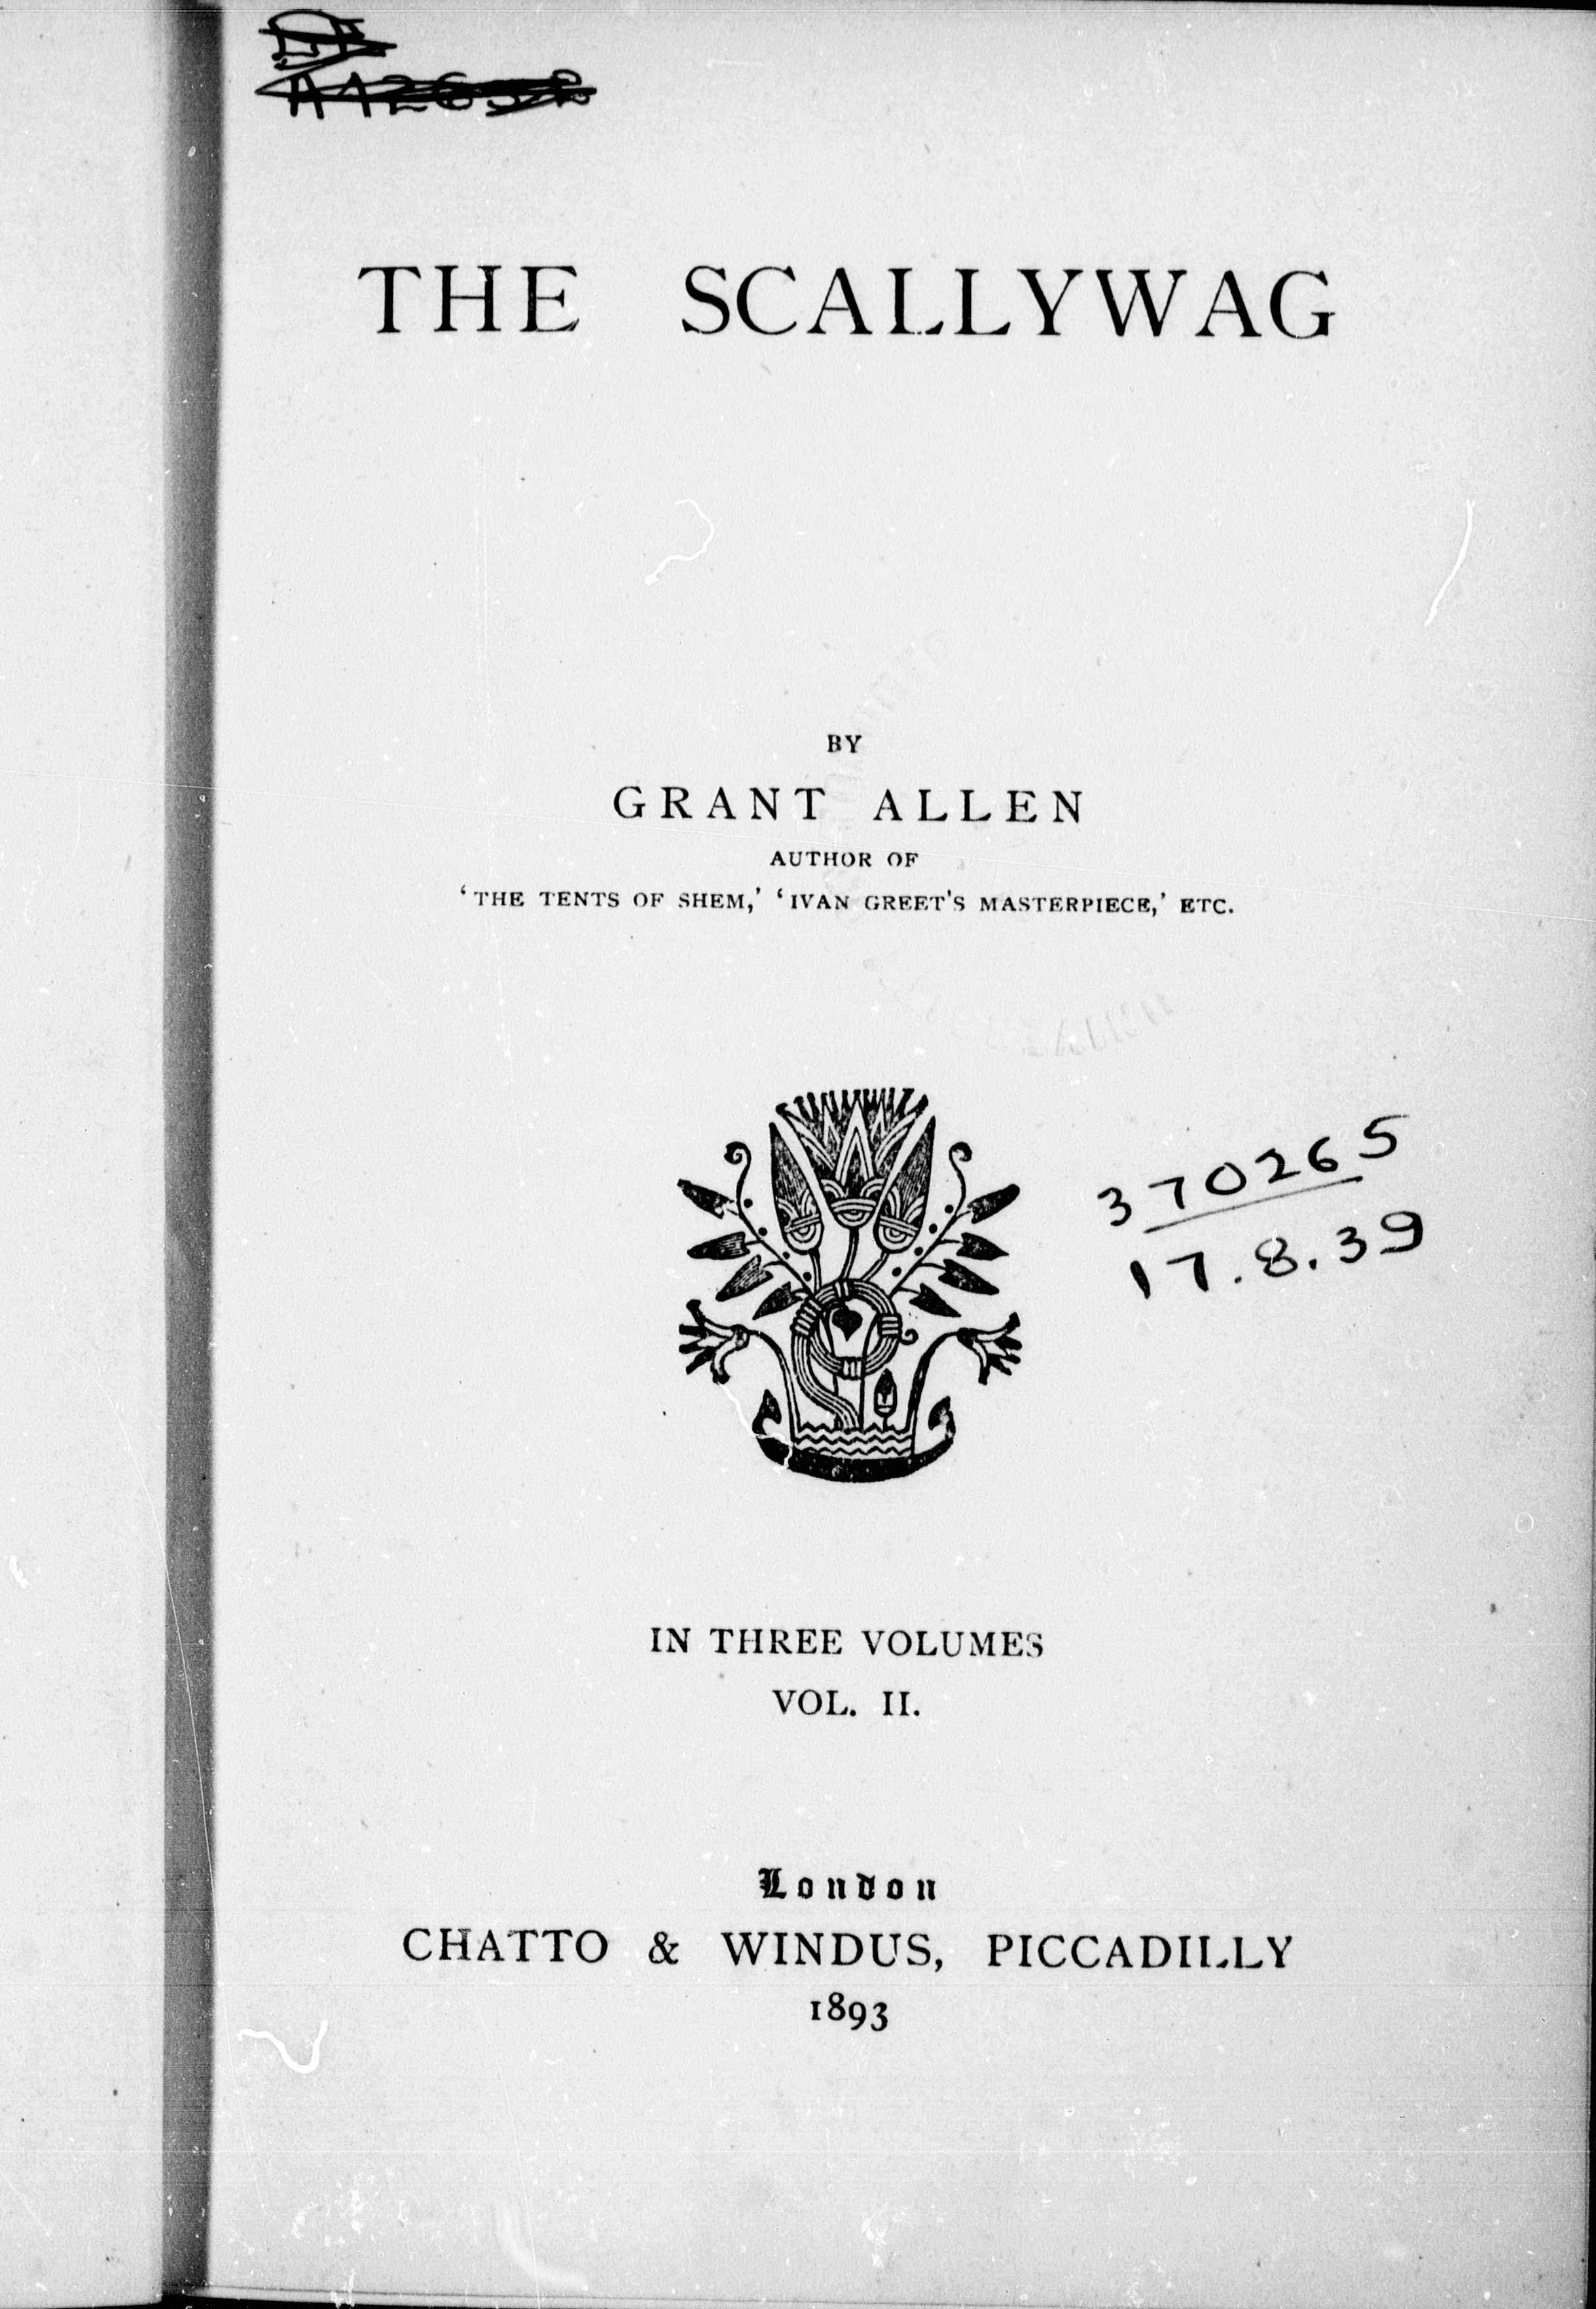 THE SCALLYWAG
BY
GRANT ALLEN
AUTHOR OF
‘THE TENTS OF SHEM,’ ‘IVAN GREET'S MASTERPIECE,’ ETC.
370265
17.8.39
IN THREE VOLUMES
VOL. II.
London
CHATTO & WINDUS, PICCADILLY
1893